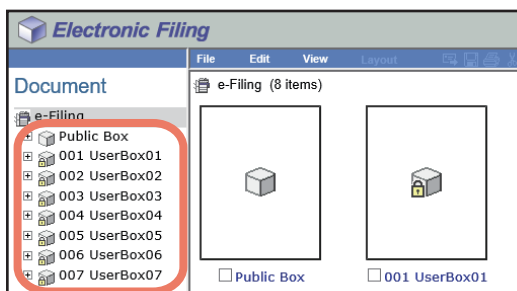 Electronic Filing
File Edit View Layout
Document
e-Filing (8 items)
e-Filing
Public Box
001 UserBox01
002 UserBox02
003 UserBox03
004 UserBox04
005 UserBox05
006 UserBox06
007 UserBox07
Public Box
001 UserBox01